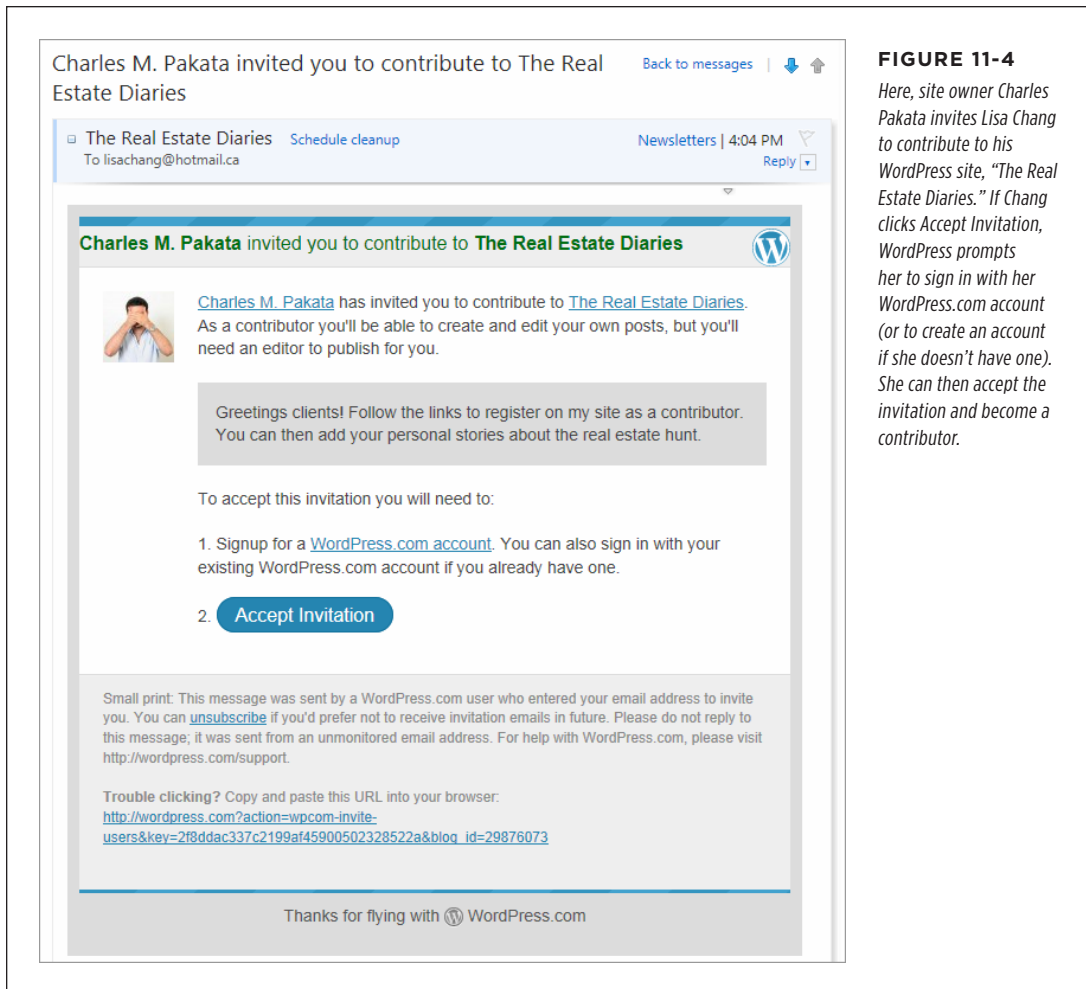 Charles M. Pakata invited you to contribute to The Real
Estate Diaries
Back to messages |
The Real Estate Diaries Schedule cleanup
Newsletters | 4:04 PM
To lisachang@hotmail.ca
Reply
Charles M. Pakata invited you to contribute to The Real Estate Diaries
Charles M. Pakata has invited you to contribute to The Real Estate Diaries.
As a contributor you'll be able to create and edit your own posts, but you'll
need an editor to publish for you.
Greetings clients! Follow the links to register on my site as a contributor.
You can then add your personal stories about the real estate hunt.
To accept this invitation you will need to:
1. Signup for a WordPress.com account. You can also sign in with your
existing WordPress.com account if you already have one.
2. Accept Invitation
Small print: This message was sent by a WordPress.com user who entered your email address to invite
you. You can unsubscribe if you'd prefer not to receive invitation emails in future. Please do not reply to
this message; it was sent from an unmonitored email address. For help with WordPress.com, please visit
http://wordpress.com/support.
Trouble clicking? Copy and paste this URL into your browser:
http://wordpress.com?action=wpcom-invite-
users&key=2f8ddac337c2199af45900502328522a&blog_id=29876073
Thanks for flying with WordPress.com
FIGURE 11-4
Here, site owner Charles
Pakata invites Lisa Chang
to contribute to his
WordPress site, “The Real
Estate Diaries.” If Chang
clicks Accept Invitation,
WordPress prompts
her to sign in with her
WordPress.com account
(or to create an account
if she doesn’t have one).
She can then accept the
invitation and become a
contributor.